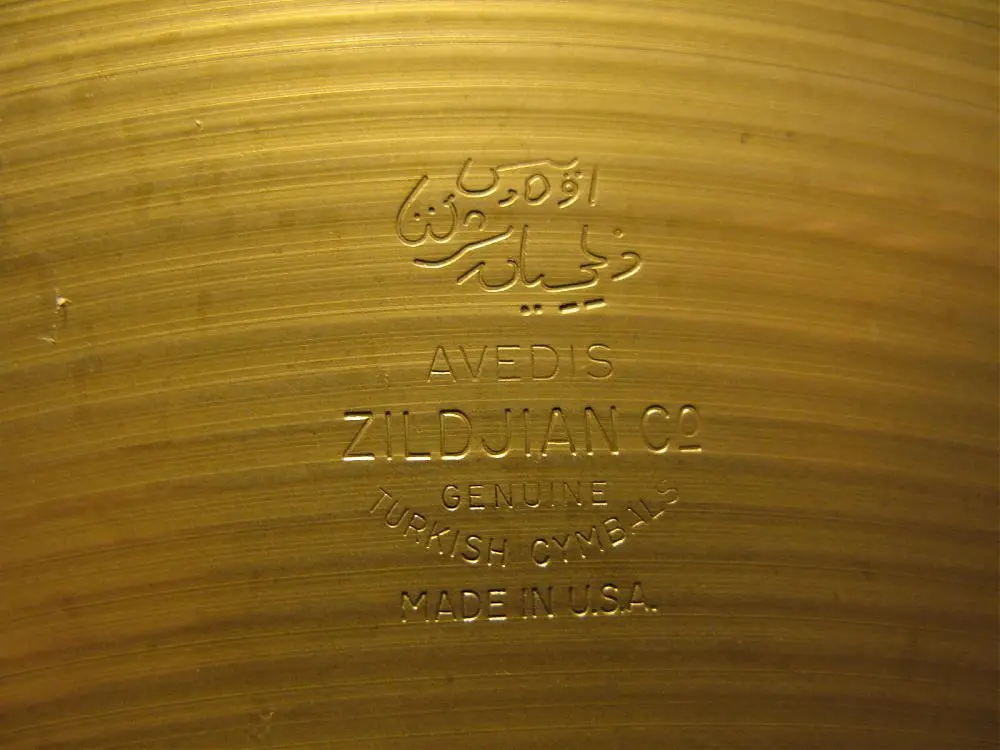 AVEDIS
ZILDJIAN Cº
GENUINE
TURKISH CYMBALS
MADE IN U.S.A.